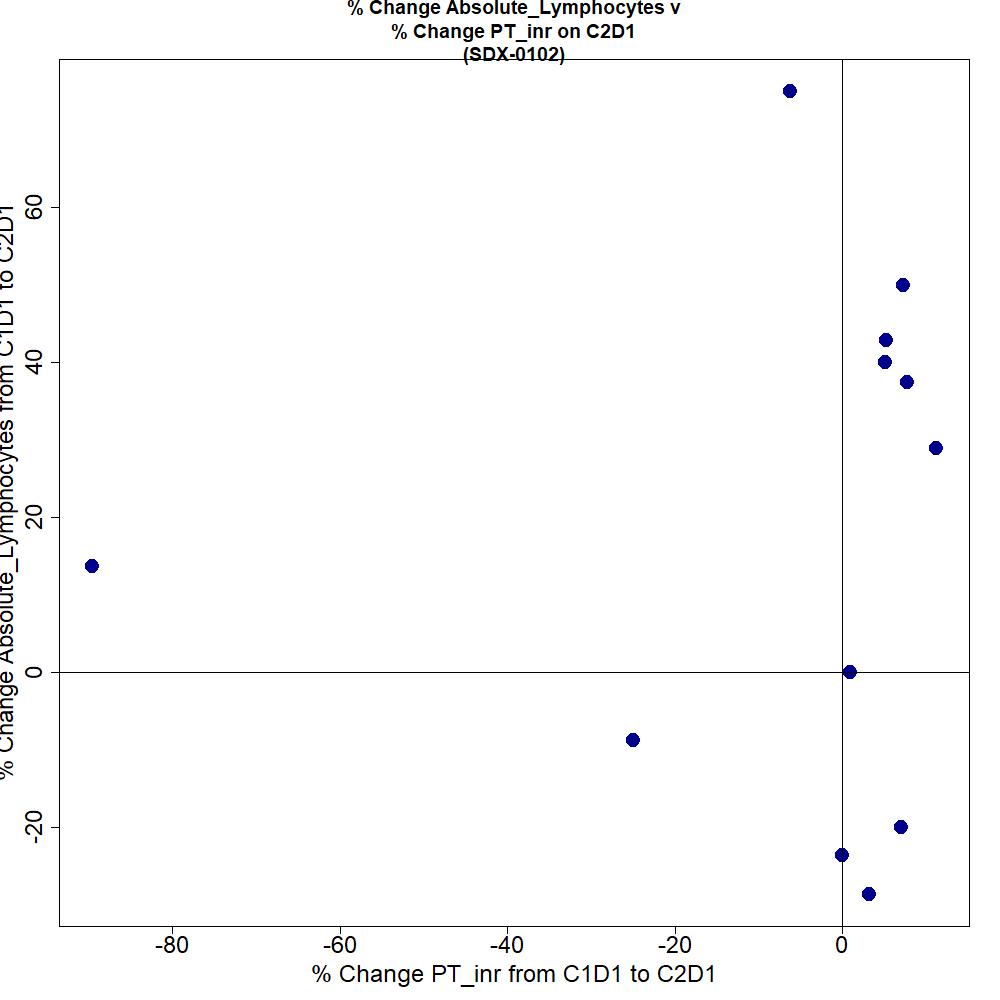 % Change Absolute_Lymphocytes v
% Change PT_inr on C2D1
(SDX-0102)
% Change Absolute_Lymphocytes from C1D1 to C2D1
60
40
20
0
-20
-80
-60
-40
-20
0
% Change PT_inr from C1D1 to C2D1